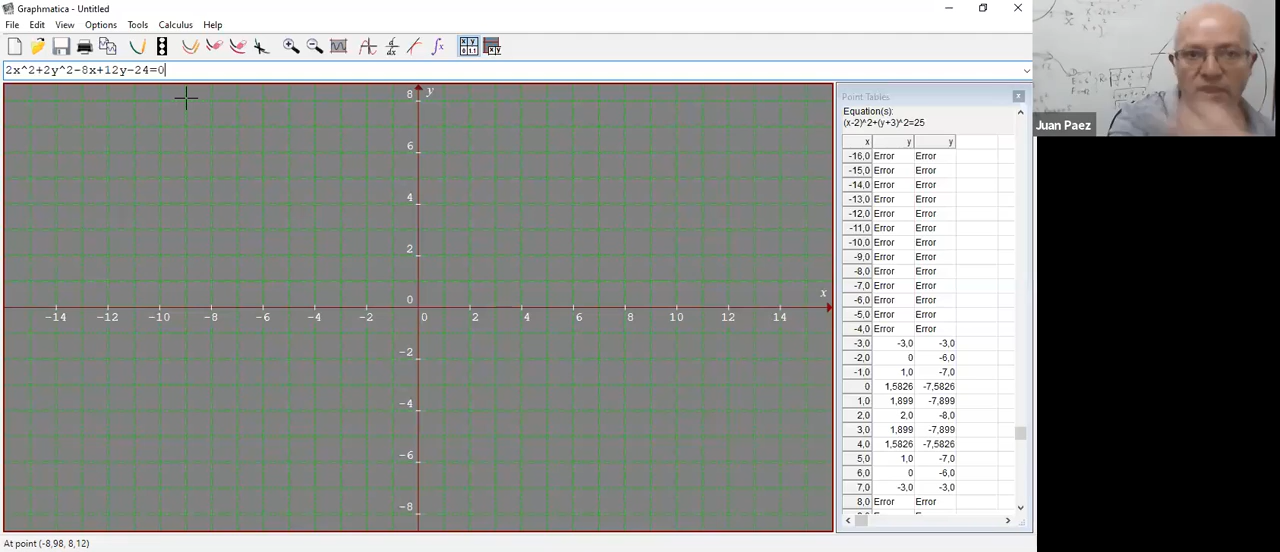 Graphmatica - Untitled
File Edit View Options Tools Calculus Help
2x^2+2y^2-8x+12y-24=0
y
8
6
4
2
0
x
-14 -12 -10 -8 -6 -4 -2 0 2 4 6 8 10 12 14
-2
-4
-6
-8
Point Tables
Equation(s):
(x-2)^2+(y+3)^2=25
x y y
-16,0 Error Error
-15,0 Error Error
-14,0 Error Error
-13,0 Error Error
-12,0 Error Error
-11,0 Error Error
-10,0 Error Error
-9,0 Error Error
-8,0 Error Error
-7,0 Error Error
-6,0 Error Error
-5,0 Error Error
-4,0 Error Error
-3,0 -3,0 -3,0
-2,0 0 -6,0
-1,0 1,0 -7,0
0 1,5826 -7,5826
1,0 1,899 -7,899
2,0 2,0 -8,0
3,0 1,899 -7,899
4,0 1,5826 -7,5826
5,0 1,0 -7,0
6,0 0 -6,0
7,0 -3,0 -3,0
8,0 Error Error
At point (-8,98, 8,12)
Juan Paez